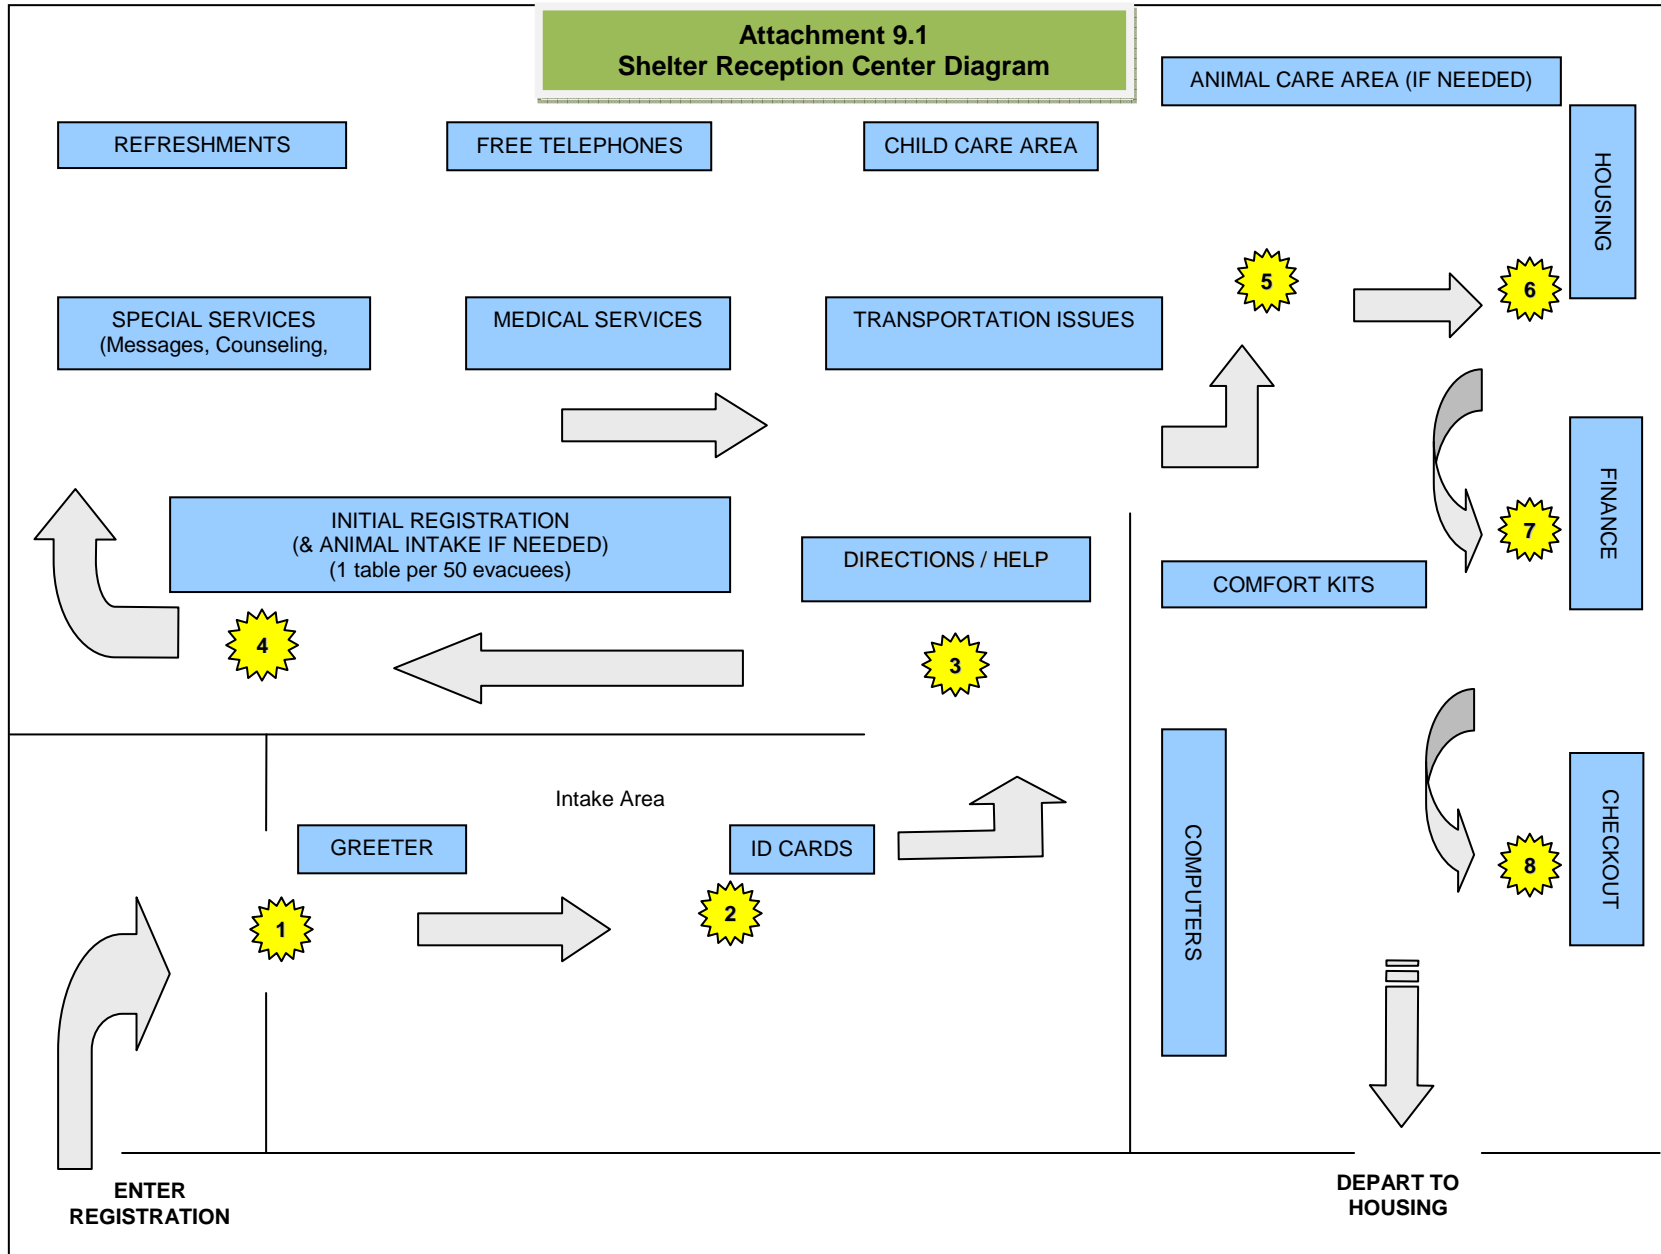 Attachment 9.1
Shelter Reception Center Diagram
ANIMAL CARE AREA (IF NEEDED)
REFRESHMENTS
FREE TELEPHONES
CHILD CARE AREA
HOUSING
5
6
SPECIAL SERVICES
(Messages, Counseling,
MEDICAL SERVICES
TRANSPORTATION ISSUES
INITIAL REGISTRATION
(& ANIMAL INTAKE IF NEEDED)
(1 table per 50 evacuees)
DIRECTIONS / HELP
FINANCE
7
COMFORT KITS
4
3
Intake Area
GREETER
ID CARDS
1
2
COMPUTERS
CHECKOUT
8
ENTER
REGISTRATION
DEPART TO
HOUSING